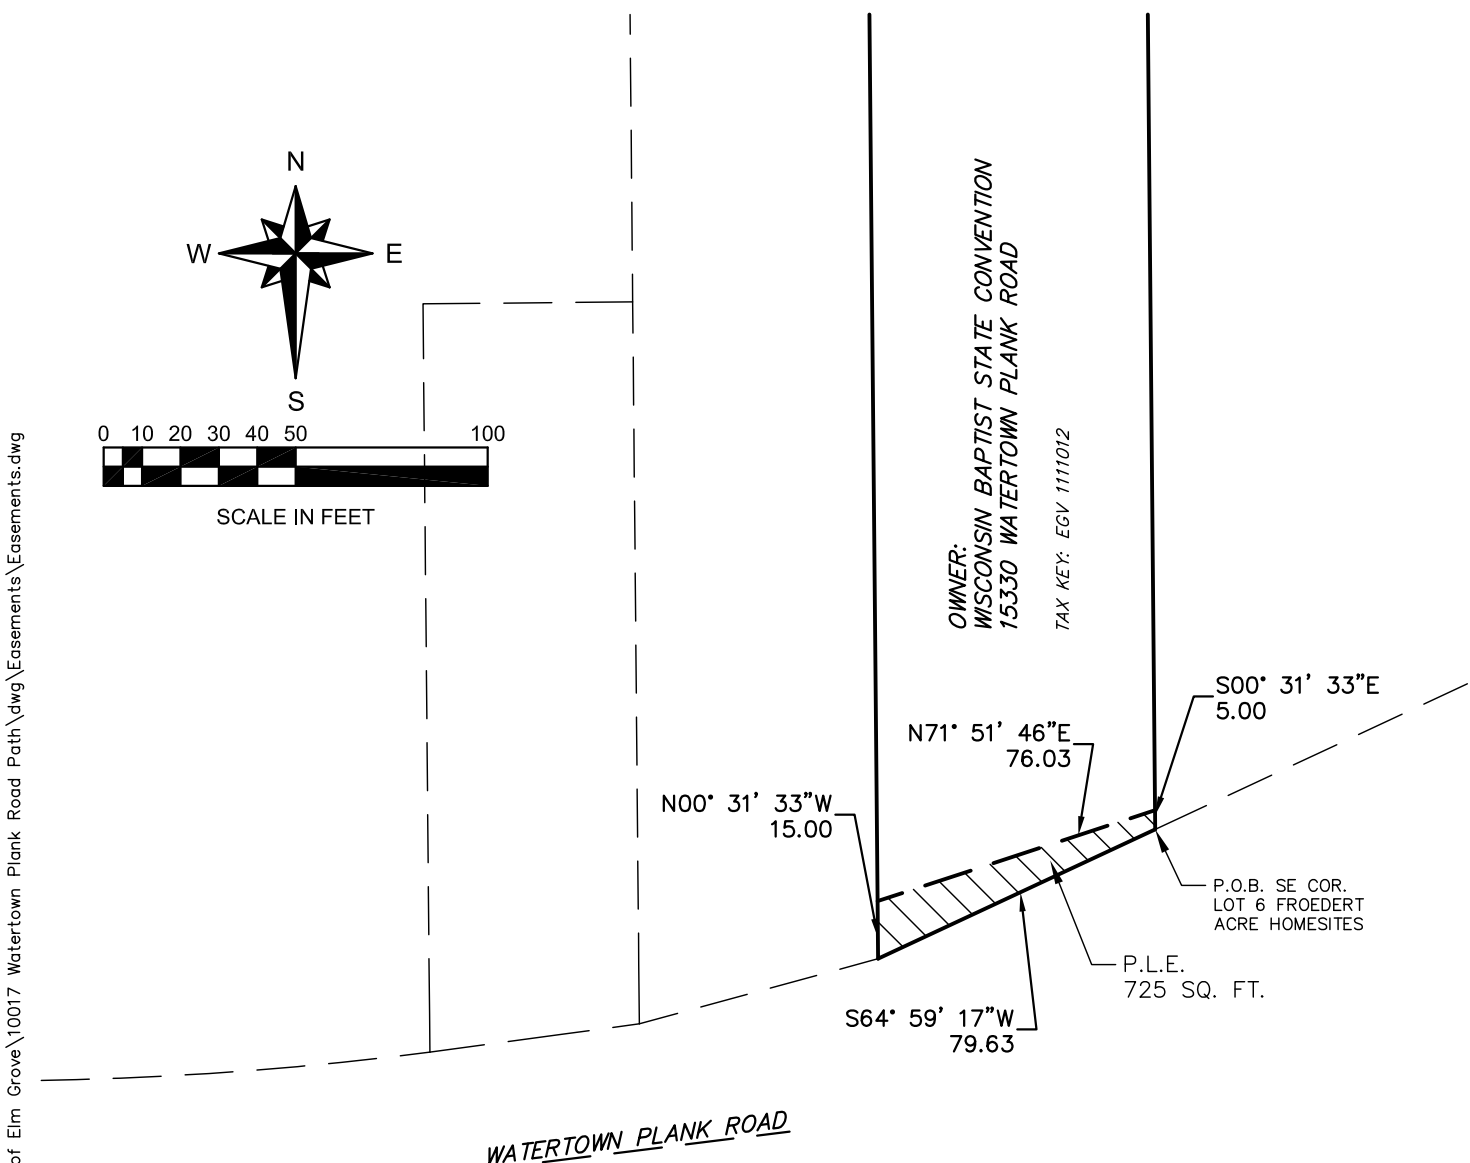 N
W
E
S
0 10 20 30 40 50 100
SCALE IN FEET
OWNER:
WISCONSIN BAPTIST STATE CONVENTION
15330 WATERTOWN PLANK ROAD
TAX KEY: EGV 1111012
S00° 31' 33"E
5.00
N71° 51' 46"E
76.03
N00° 31' 33"W
15.00
P.O.B. SE COR.
LOT 6 FROEDERT
ACRE HOMESITES
P.L.E.
725 SQ. FT.
S64° 59' 17"W
79.63
WATERTOWN PLANK ROAD
of Elm Grove\10017 Watertown Plank Road Path\dwg\Easements\Easements.dwg